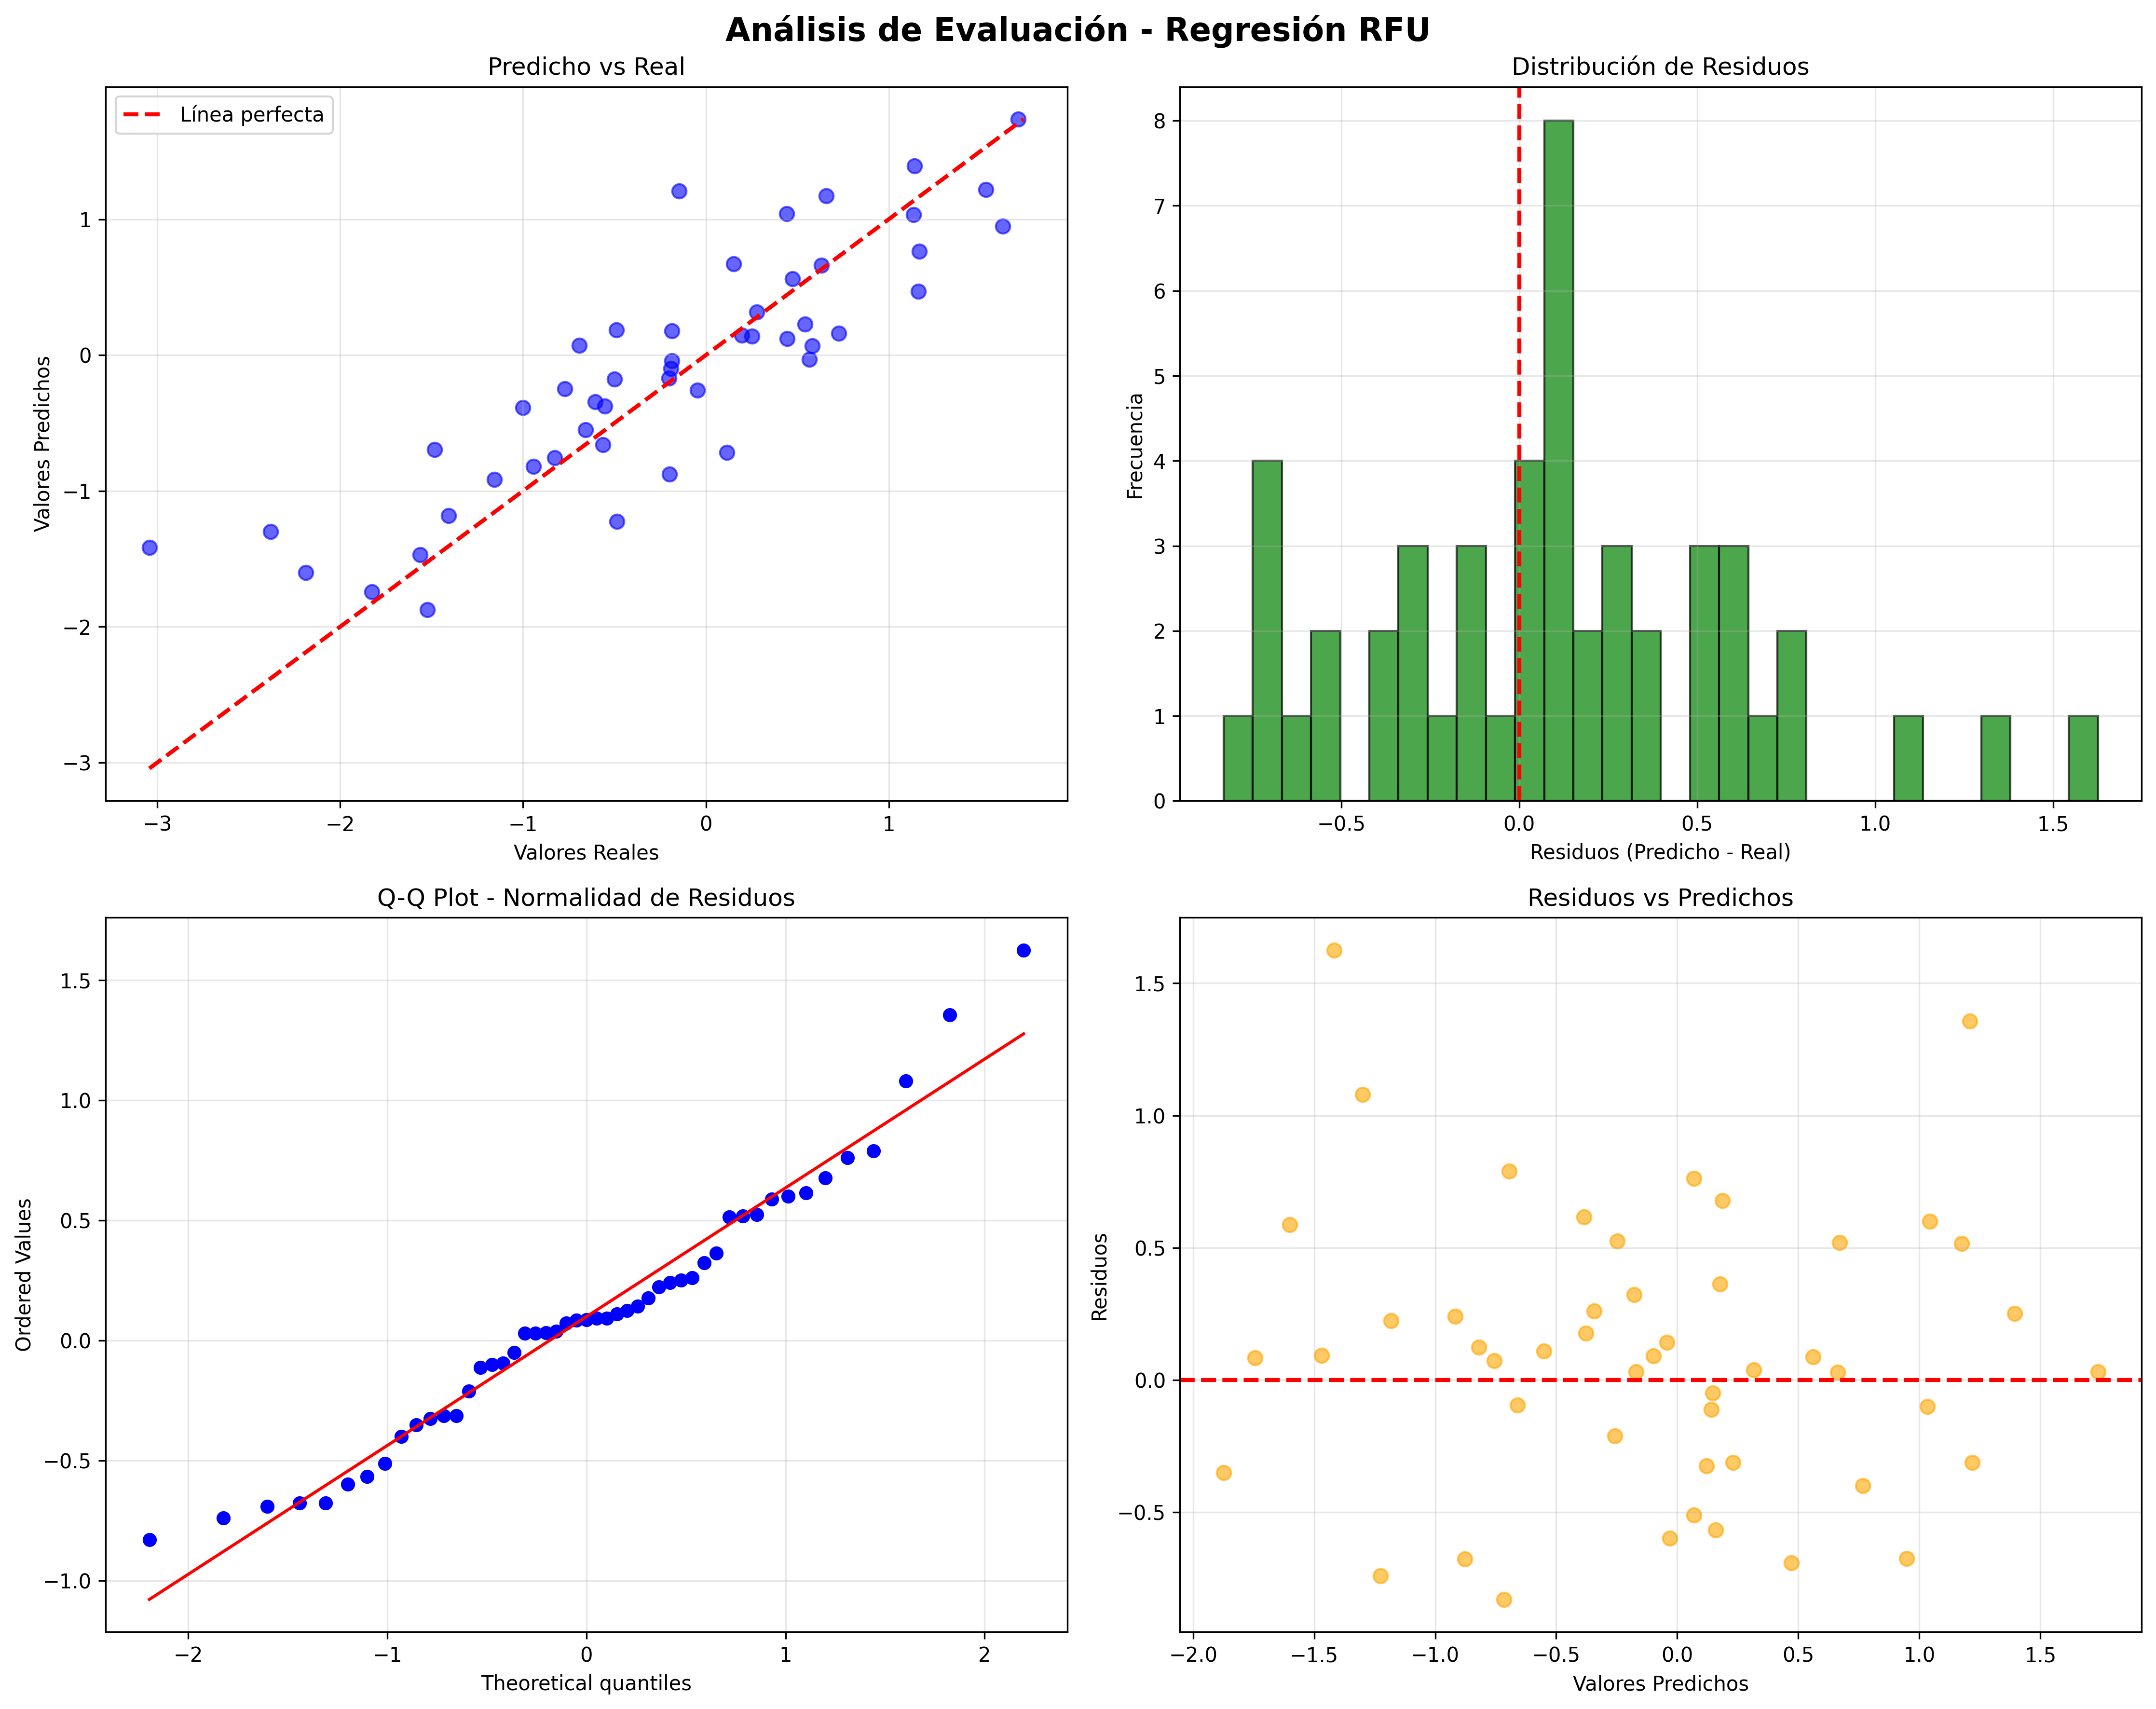 Análisis de Evaluación - Regresión RFU
Predicho vs Real
Línea perfecta
1
0
−1
−2
−3
Valores Predichos
−3 −2 −1 0 1
Valores Reales
Distribución de Residuos
8
7
6
5
4
3
2
1
0
Frecuencia
−0.5 0.0 0.5 1.0 1.5
Residuos (Predicho - Real)
Q-Q Plot - Normalidad de Residuos
1.5
1.0
0.5
0.0
−0.5
−1.0
Ordered Values
−2 −1 0 1 2
Theoretical quantiles
Residuos vs Predichos
1.5
1.0
0.5
0.0
−0.5
Residuos
−2.0 −1.5 −1.0 −0.5 0.0 0.5 1.0 1.5
Valores Predichos